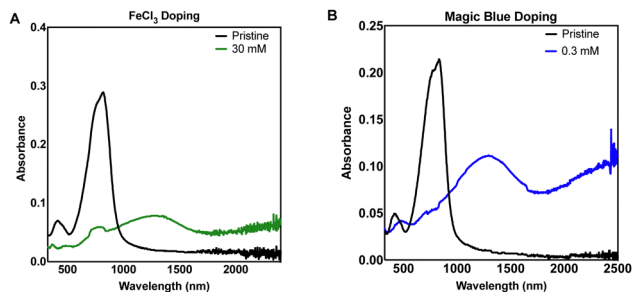 A
FeCl3 Doping
Pristine
30 mM
Absorbance
0.4
0.3
0.2
0.1
0.0
500 1000 1500 2000
Wavelength (nm)
B
Magic Blue Doping
Pristine
0.3 mM
Absorbance
0.25
0.20
0.15
0.10
0.05
0.00
500 1000 1500 2000 2500
Wavelength (nm)